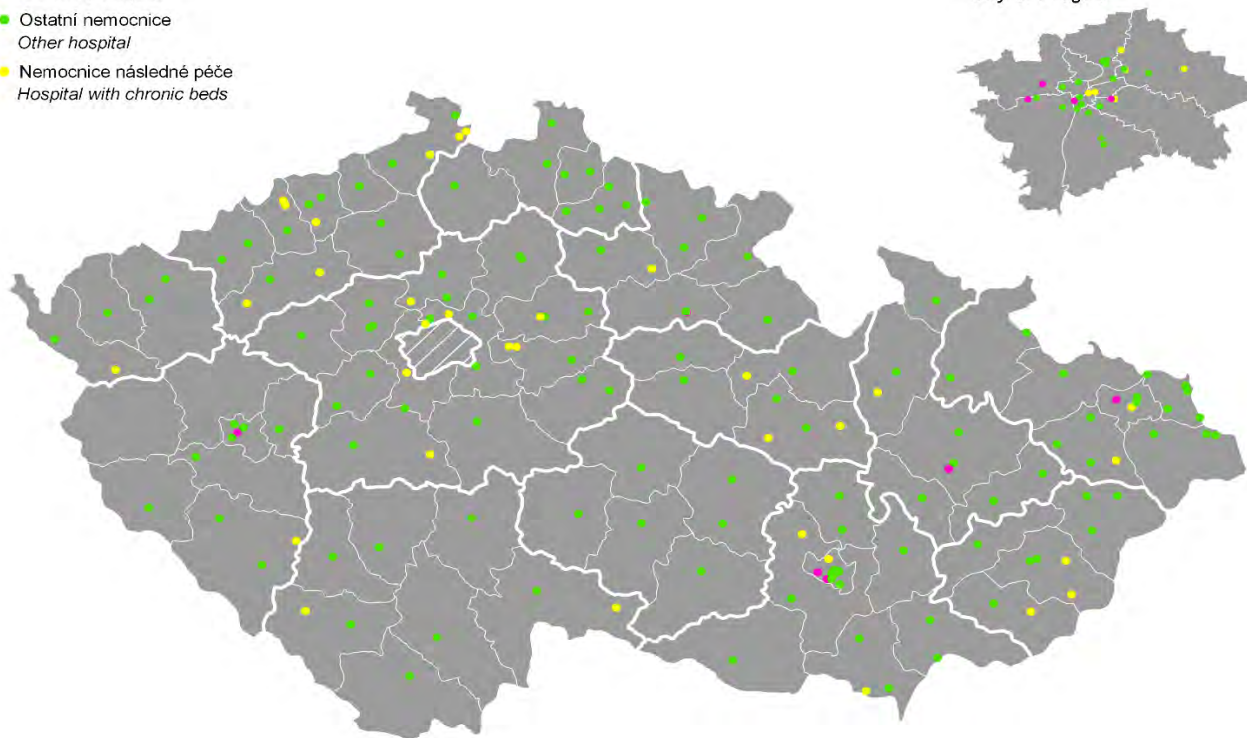 Ostatní nemocnice
Other hospital
Nemocnice následné péče
Hospital with chronic beds